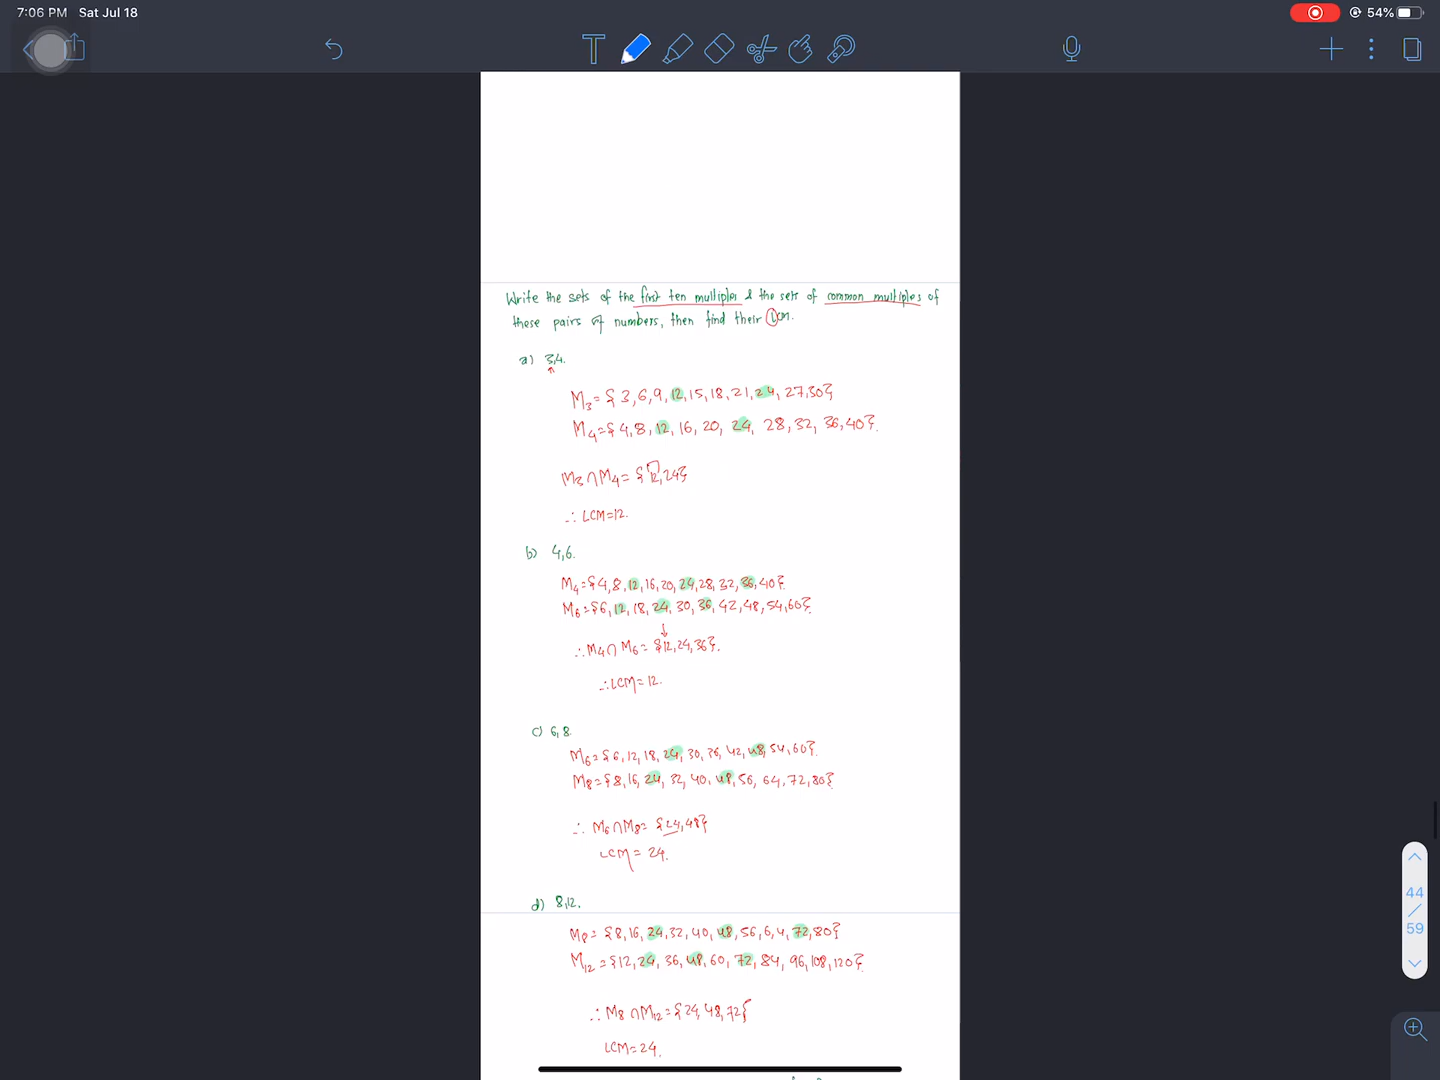 7:06 PM Sat Jul 18
54%
Write the sets of the first ten multiples & the sets of common multiples of
these pairs of numbers, then find their LCM.
a) 3,4.
M3={3,6,9,12,15,18,21,24,27,30}
M4={4,8,12,16,20,24,28,32,36,40}.
M3∩M4={12,24}
∴ LCM=12.
b) 4,6.
M4={4,8,12,16,20,24,28,32,36,40}.
M6={6,12,18,24,30,36,42,48,54,60}.
∴M4∩M6={12,24,36}.
∴LCM=12.
c) 6,8.
M6={6,12,18,24,30,36,42,48,54,60}.
M8={8,16,24,32,40,48,56,64,72,80}.
∴ M6∩M8={24,48}
LCM=24.
d) 8,12.
M8={8,16,24,32,40,48,56,6,4,72,80}
M12={12,24,36,48,60,72,84,96,108,120}.
∴M8∩M12={24,48,72}
LCM=24.
44
/
59